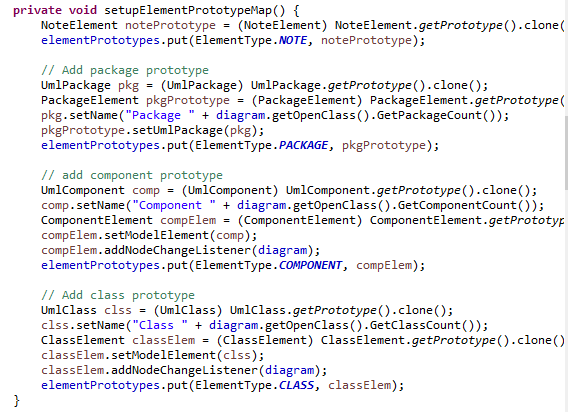 private void setupElementPrototypeMap() {
NoteElement notePrototype = (NoteElement) NoteElement.getPrototype().clone(
elementPrototypes.put(ElementType.NOTE, notePrototype);
// Add package prototype
UmlPackage pkg = (UmlPackage) UmlPackage.getPrototype().clone();
PackageElement pkgPrototype = (PackageElement) PackageElement.getPrototype(
pkg.setName("Package " + diagram.getOpenClass().GetPackageCount());
pkgPrototype.setUmlPackage(pkg);
elementPrototypes.put(ElementType.PACKAGE, pkgPrototype);
// add component prototype
UmlComponent comp = (UmlComponent) UmlComponent.getPrototype().clone();
comp.setName("Component " + diagram.getOpenClass().GetComponentCount());
ComponentElement compElem = (ComponentElement) ComponentElement.getPrototyp
compElem.setModelElement(comp);
compElem.addNodeChangeListener(diagram);
elementPrototypes.put(ElementType.COMPONENT, compElem);
// Add class prototype
UmlClass clss = (UmlClass) UmlClass.getPrototype().clone();
clss.setName("Class " + diagram.getOpenClass().GetClassCount());
ClassElement classElem = (ClassElement) ClassElement.getPrototype().clone()
classElem.setModelElement(clss);
classElem.addNodeChangeListener(diagram);
elementPrototypes.put(ElementType.CLASS, classElem);
}